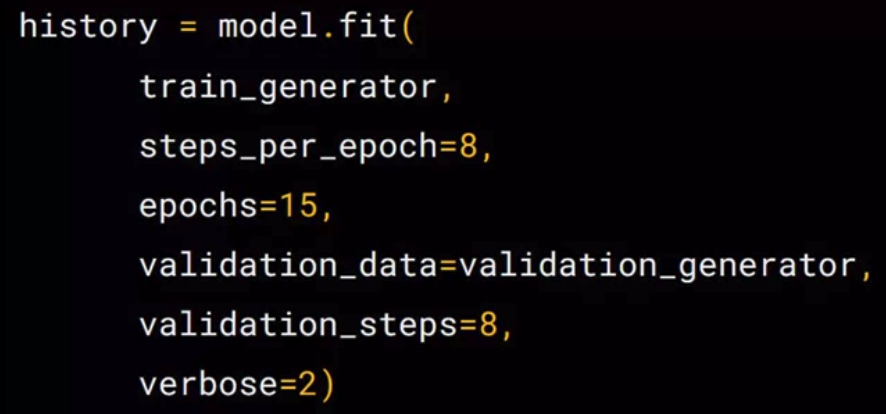 history = model.fit(
train_generator,
steps_per_epoch=8,
epochs=15,
validation_data=validation_generator,
validation_steps=8,
verbose=2)